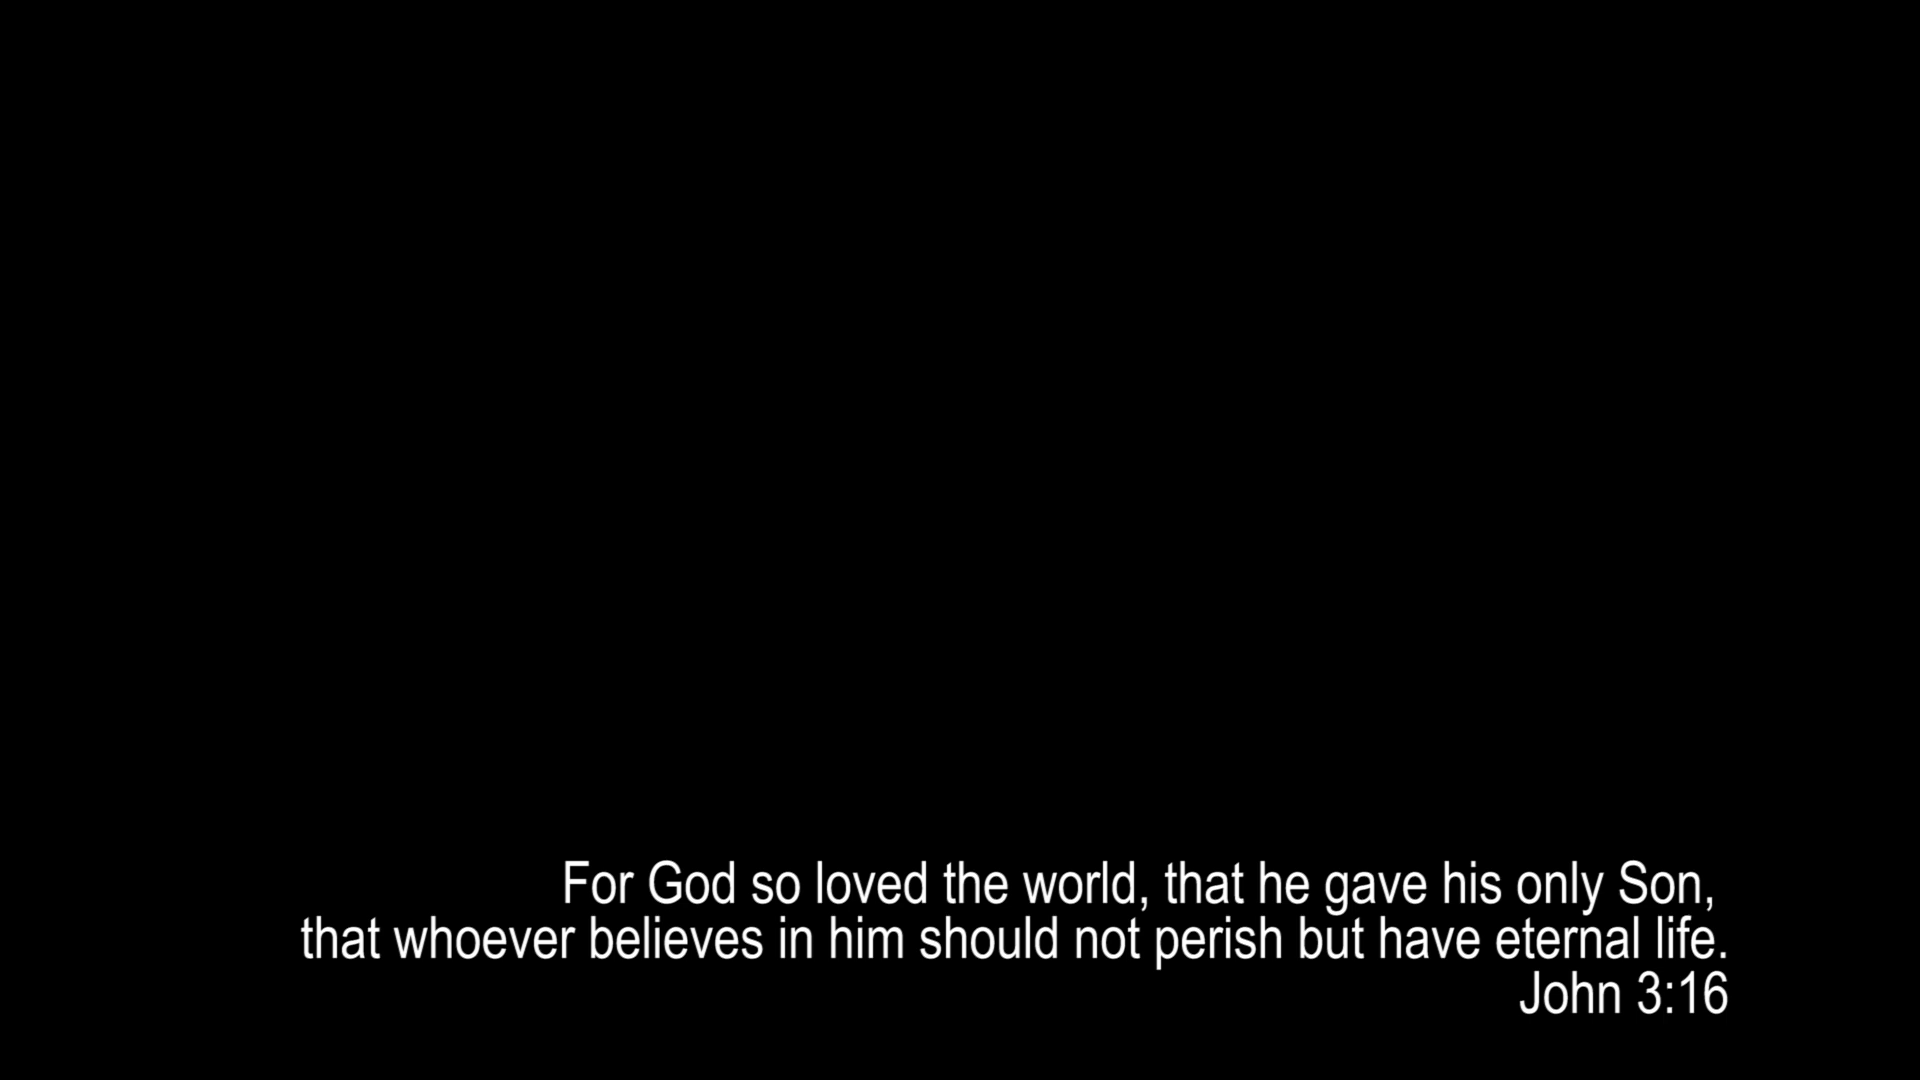 For God so loved the world, that he gave his only Son,
that whoever believes in him should not perish but have eternal life.
John 3:16